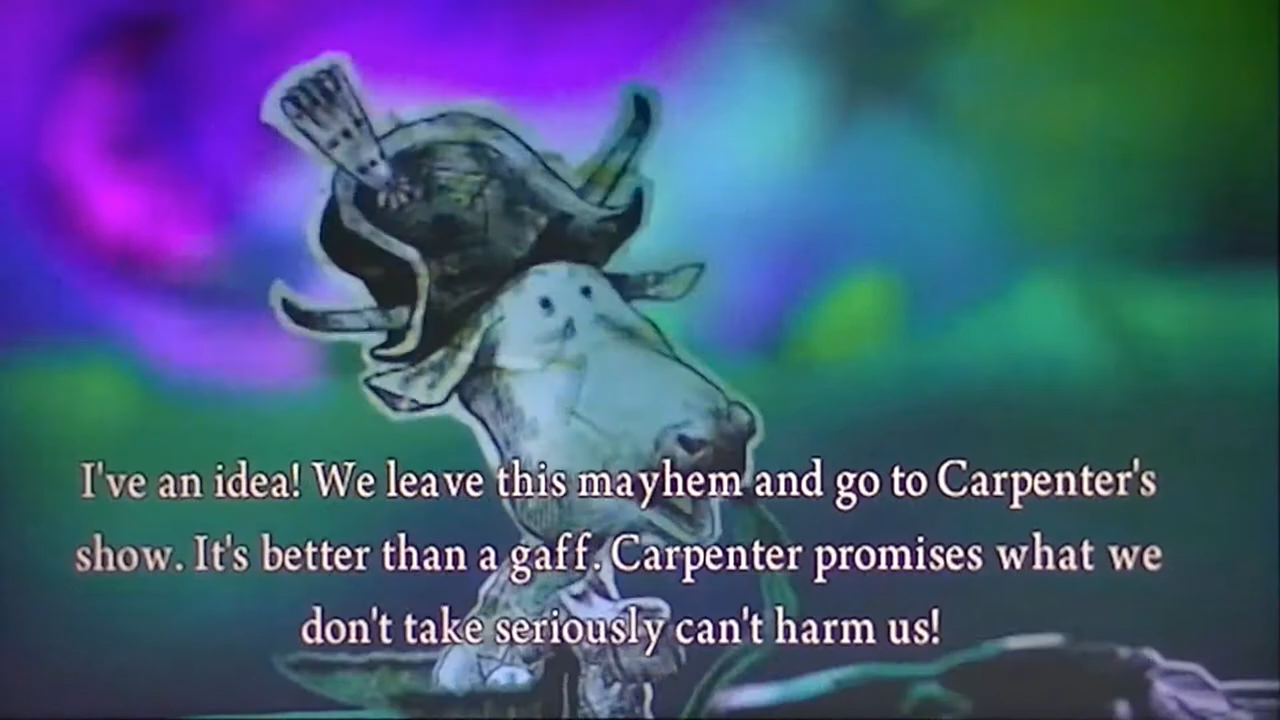 I've an idea! We leave this mayhem and go to Carpenter's
show. It's better than a gaff. Carpenter promises what we
don't take seriously can't harm us!